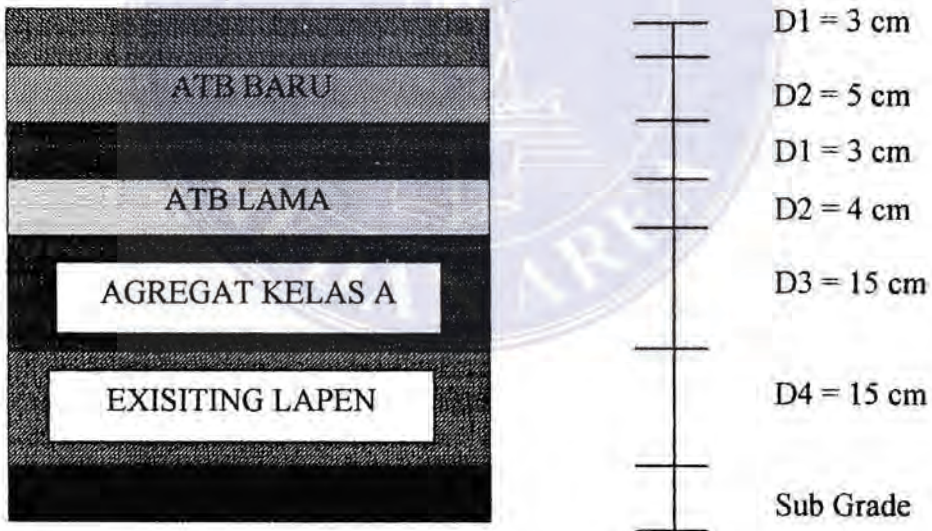 D1 = 3 cm
ATB BARU
D2 = 5 cm
D1 = 3 cm
ATB LAMA
D2 = 4 cm
AGREGAT KELAS A
D3 = 15 cm
EXISITING LAPEN
D4 = 15 cm
Sub Grade